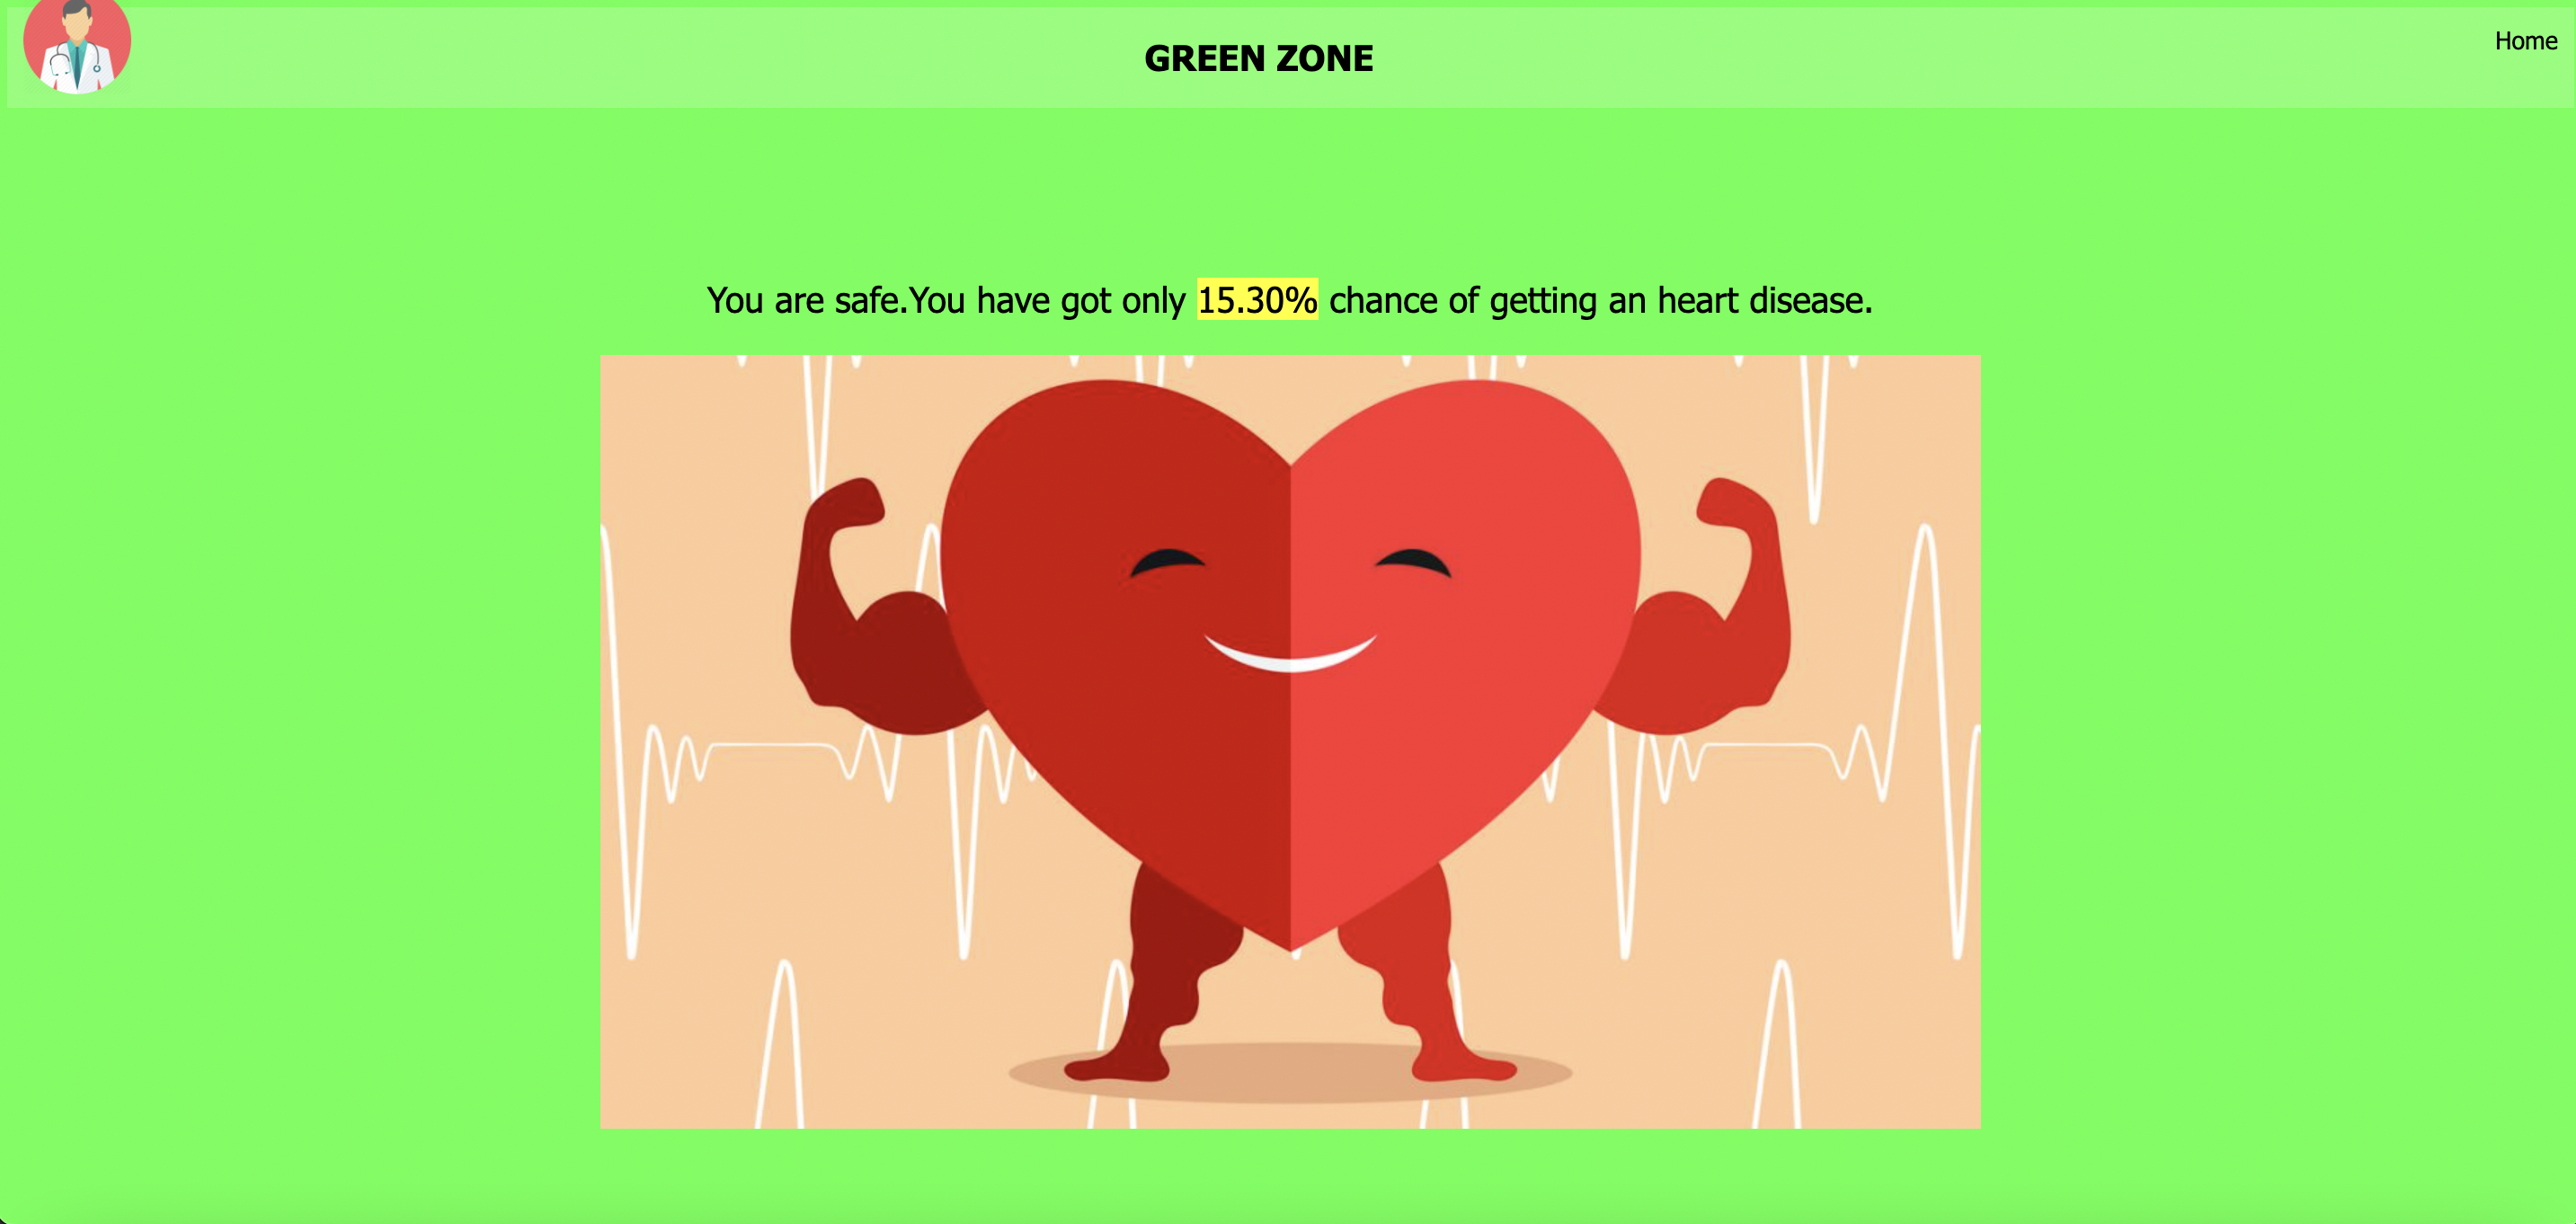 GREEN ZONE
Home
You are safe.You have got only 15.30% chance of getting an heart disease.